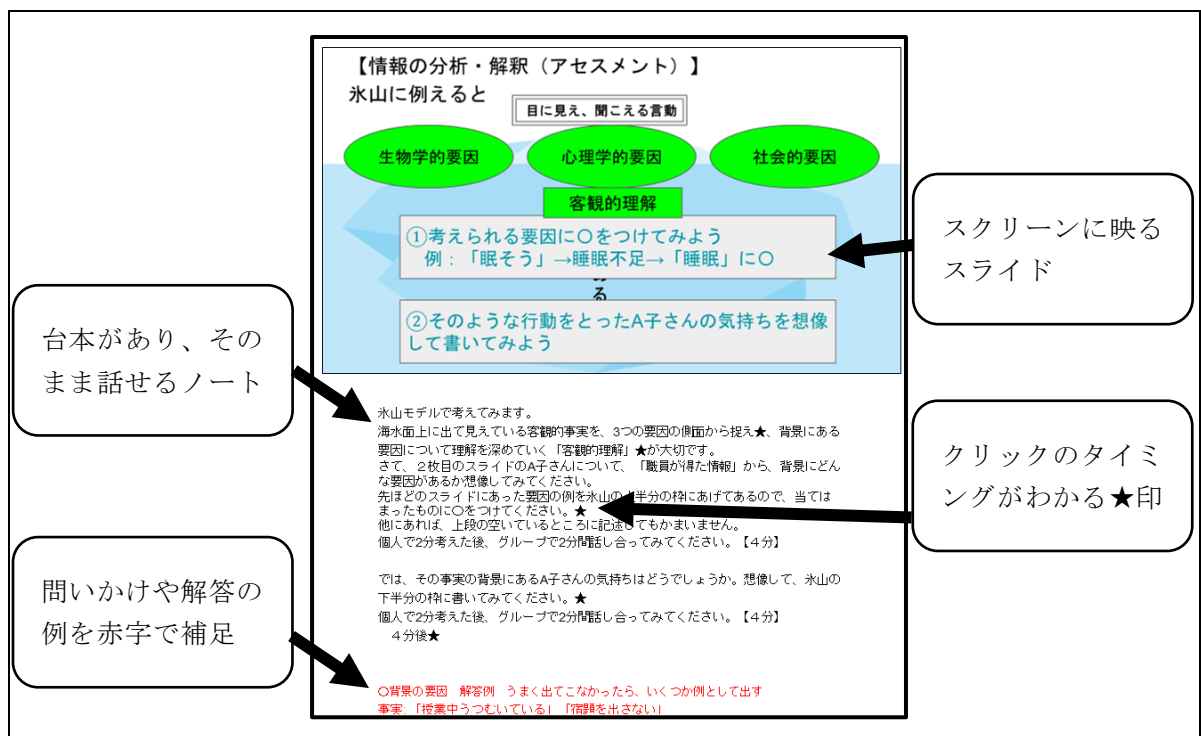 【情報の分析・解釈（アセスメント）】
氷山に例えると
目に見え、聞こえる言動
生物学的要因
心理学的要因
社会的要因
客観的理解
①考えられる要因に〇をつけてみよう
例：「眠そう」→睡眠不足→「睡眠」に〇
る
②そのような行動をとったA子さんの気持ちを想像
して書いてみよう
スクリーンに映る
スライド
台本があり、その
まま話せるノート
氷山モデルで考えてみます。
海水面上に出て見えている客観的事実を、3つの要因の側面から捉え★、背景にある
要因について理解を深めていく「客観的理解」★が大切です。
さて、２枚目のスライドのA子さんについて、「職員が得た情報」から、背景にどん
な要因があるか想像してみてください。
先ほどのスライドにあった要因の例を氷山の上半分の枠にあげてあるので、当ては
まったものに〇をつけてください。★
他にあれば、上段の空いているところに記述してもかまいません。
個人で2分考えた後、グループで2分間話し合ってみてください。【４分】
クリックのタイミ
ングがわかる★印
では、その事実の背景にあるA子さんの気持ちはどうでしょうか。想像して、氷山の
下半分の枠に書いてみてください。★
個人で2分考えた後、グループで2分間話し合ってみてください。【４分】
４分後★
問いかけや解答の
例を赤字で補足
〇背景の要因　解答例　うまく出てこなかったら、いくつか例として出す
事実:「授業中うつむいている」「宿題を出さない」